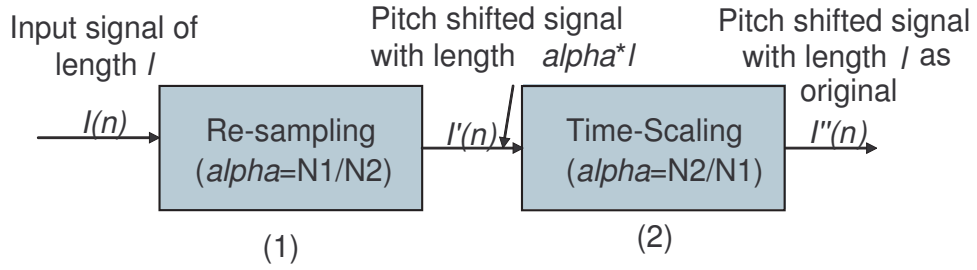 Input signal of
length l
I(n)
Re-sampling
(alpha=N1/N2)
(1)
Pitch shifted signal
with length alpha*l
I'(n)
Time-Scaling
(alpha=N2/N1)
(2)
Pitch shifted signal
with length l as
original
I''(n)